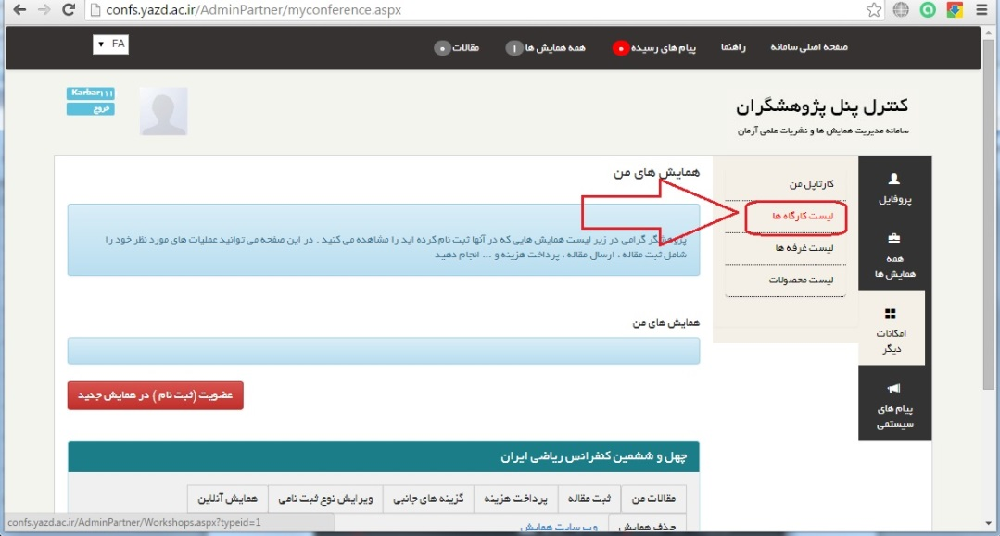 confs.yazd.ac.ir/AdminPartner/myconference.aspx
صفحه اصلی سامانه
راهنما
پیام های رسیده ۰
همه همایش ها ۱
مقالات ۰
FA
Karbar111
خروج
کنترل پنل پژوهشگران
سامانه مدیریت همایش ها و نشریات علمی آرمان
پروفایل
همه
همایش ها
امکانات
دیگر
پیام های
سیستمی
کارتابل من
لیست کارگاه ها
لیست غرفه ها
لیست محصولات
همایش های من
پژوهشگر گرامی در زیر لیست همایش هایی که در آنها ثبت نام کرده اید را مشاهده می کنید . در این صفحه می توانید عملیات های مورد نظر خود را
شامل ثبت مقاله ، ارسال مقاله ، پرداخت هزینه و ... انجام دهید
همایش های من
عضویت (ثبت نام ) در همایش جدید
چهل و ششمین کنفرانس ریاضی ایران
مقالات من
ثبت مقاله
پرداخت هزینه
گزینه های جانبی
ویرایش نوع ثبت نامی
همایش آنلاین
حذف همایش
وب سایت همایش
confs.yazd.ac.ir/AdminPartner/Workshops.aspx?typeid=1